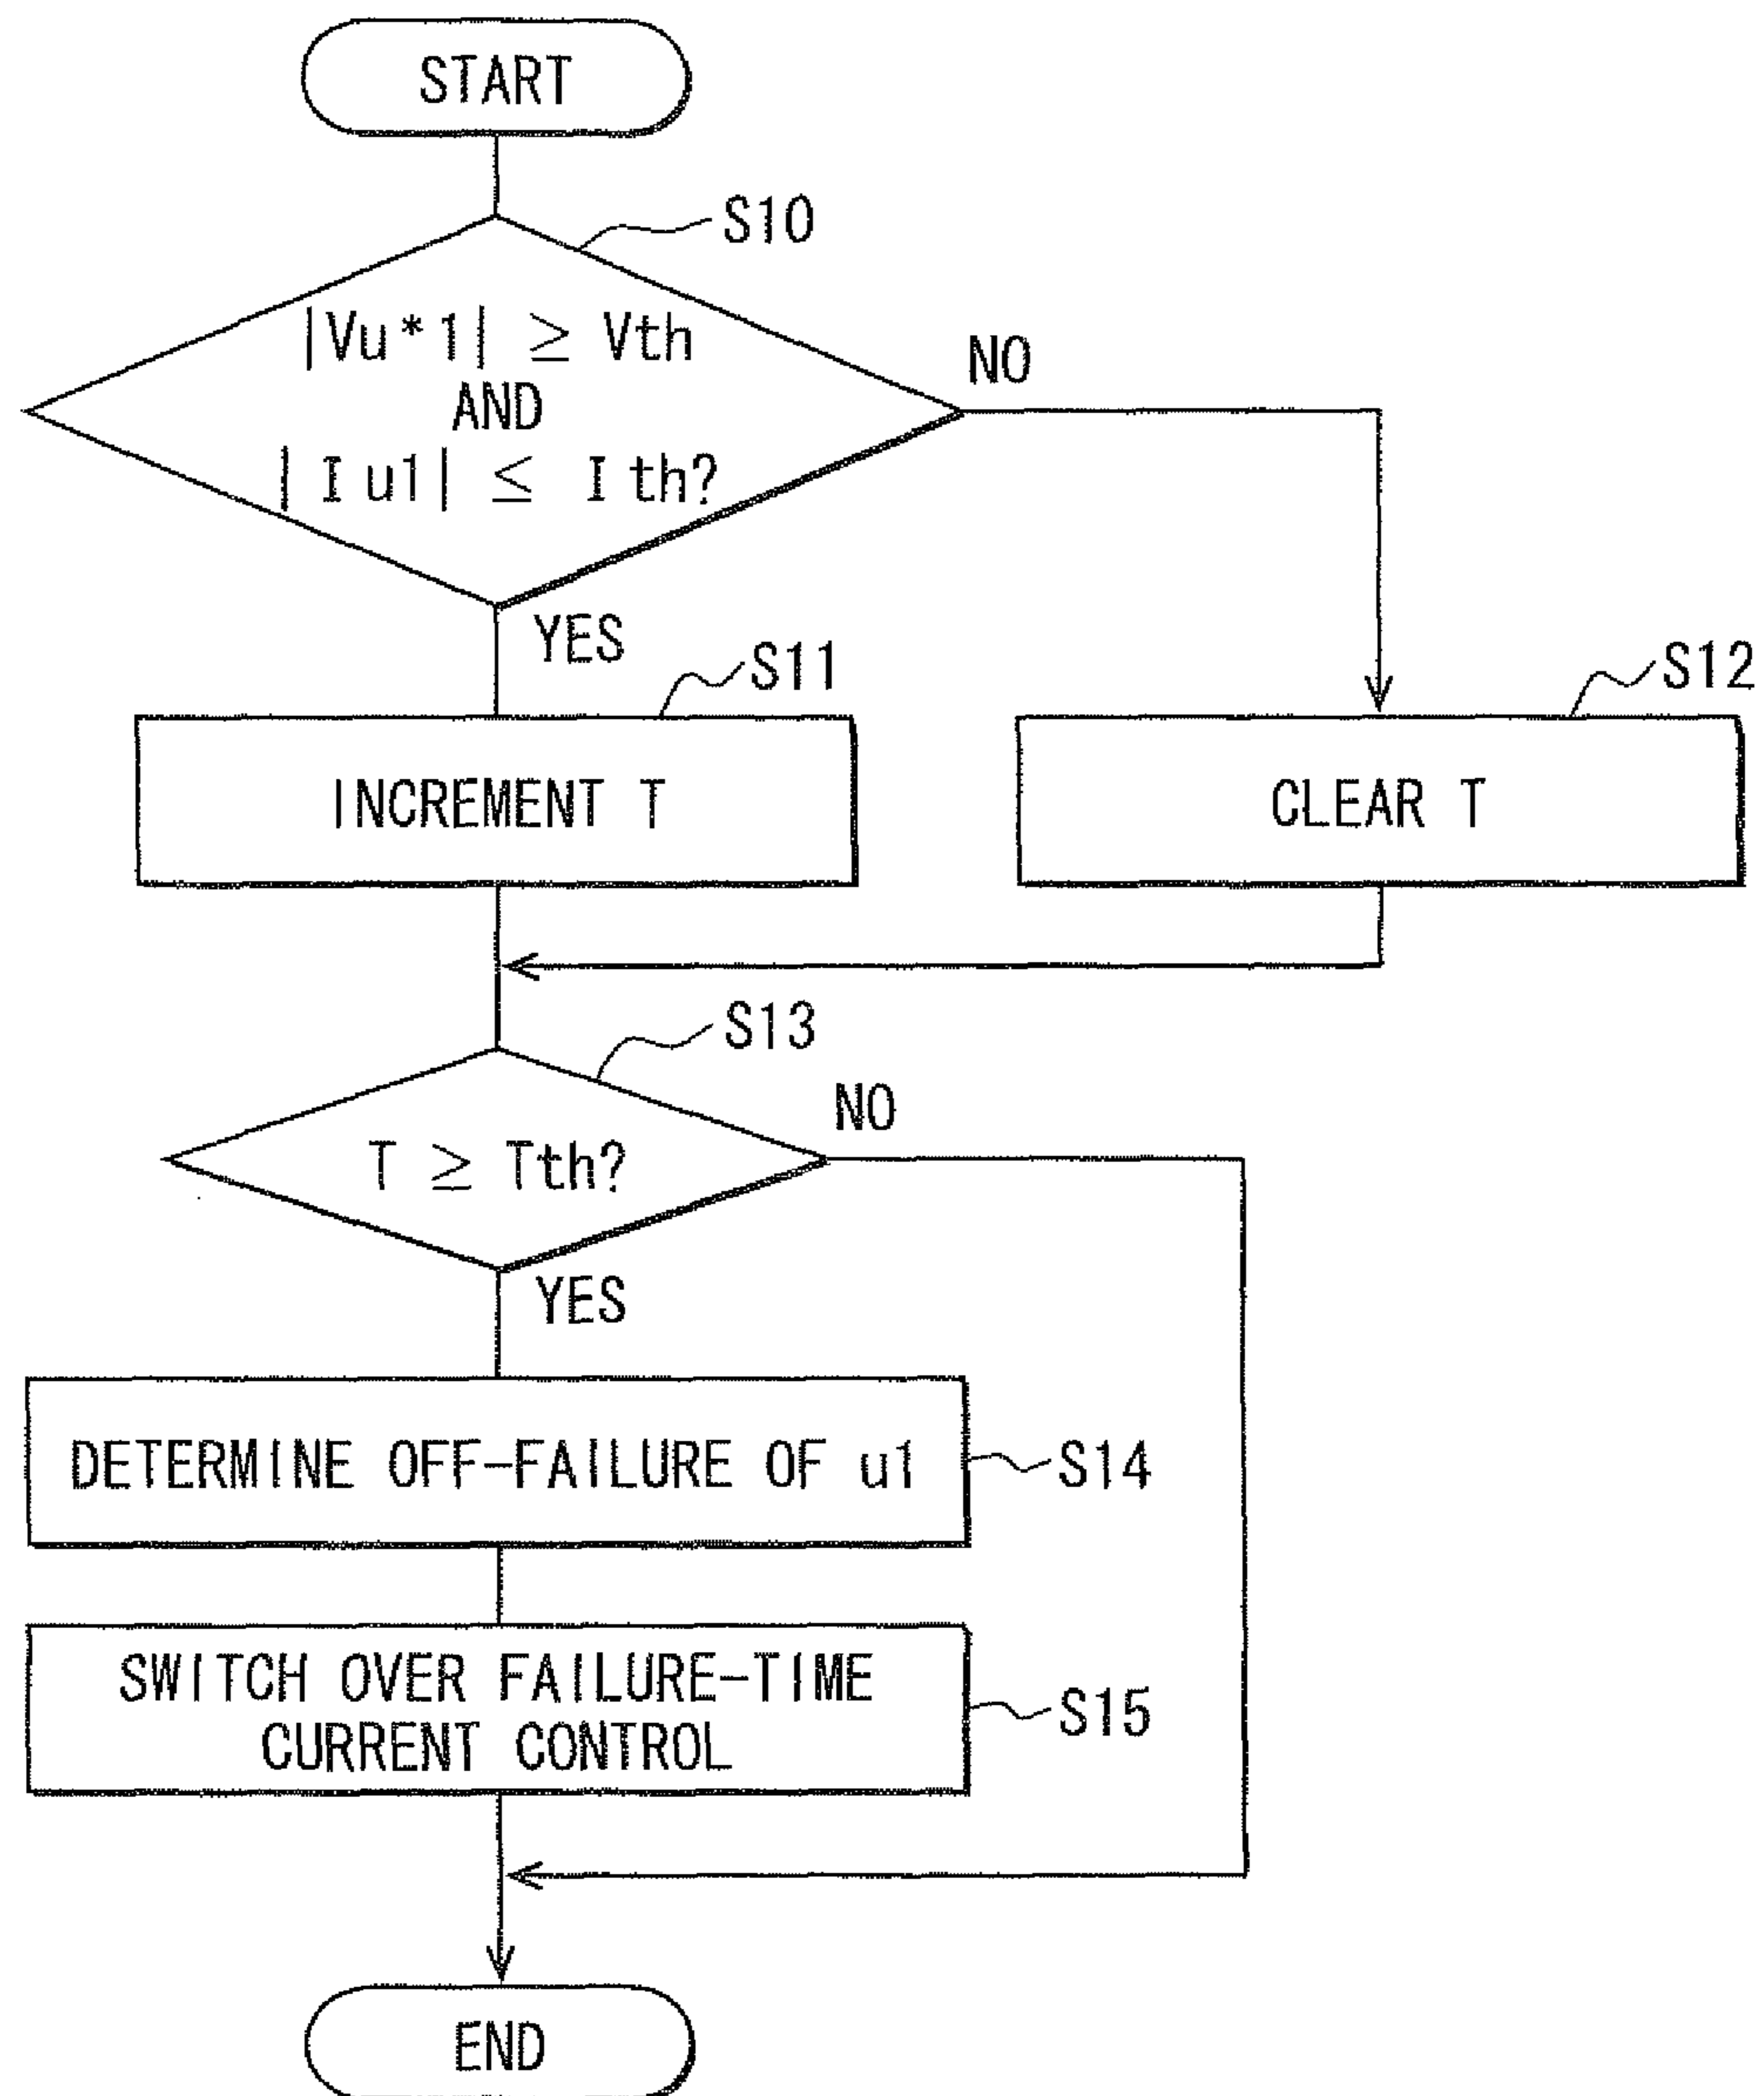 START
S10
|Vu*1| ≥ Vth
AND
|Iu1| ≤ Ith?
NO
YES
S11
S12
INCREMENT T
CLEAR T
S13
NO
T ≥ Tth?
YES
DETERMINE OFF-FAILURE OF u1
S14
SWITCH OVER FAILURE-TIME
CURRENT CONTROL
S15
END